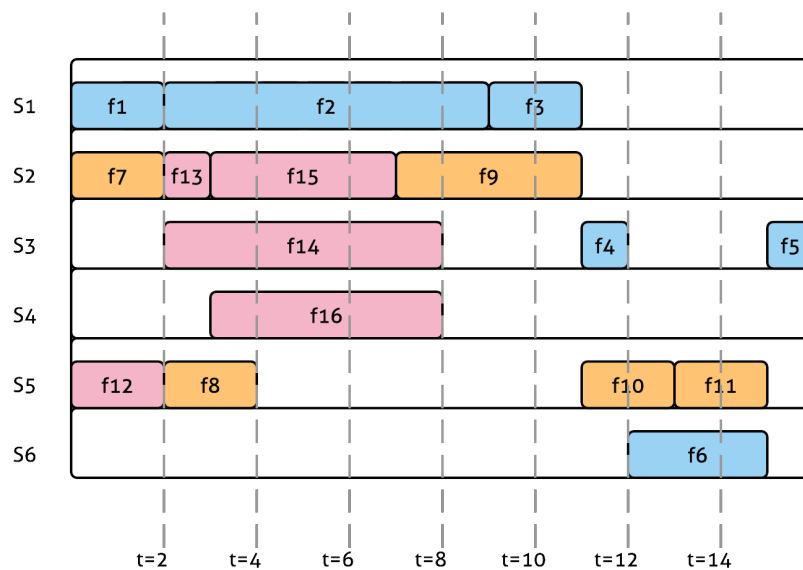 S1 f1 f2 f3
S2 f7 f13 f15 f9
S3 f14 f4 f5
S4 f16
S5 f12 f8 f10 f11
S6 f6
t=2 t=4 t=6 t=8 t=10 t=12 t=14